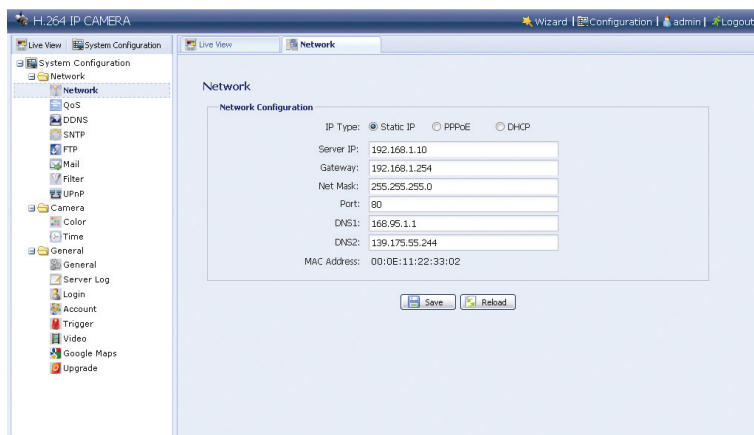 H.264 IP CAMERA
Wizard | Configuration | admin | Logout
Live View System Configuration
Live View Network
System Configuration
Network
Network
QoS
DDNS
SNTP
FTP
Mail
Filter
UPnP
Camera
Color
Time
General
General
Server Log
Login
Account
Trigger
Video
Google Maps
Upgrade
Network
Network Configuration
IP Type: Static IP PPPoE DHCP
Server IP: 192.168.1.10
Gateway: 192.168.1.254
Net Mask: 255.255.255.0
Port: 80
DNS1: 168.95.1.1
DNS2: 139.175.55.244
MAC Address: 00:0E:11:22:33:02
Save Reload